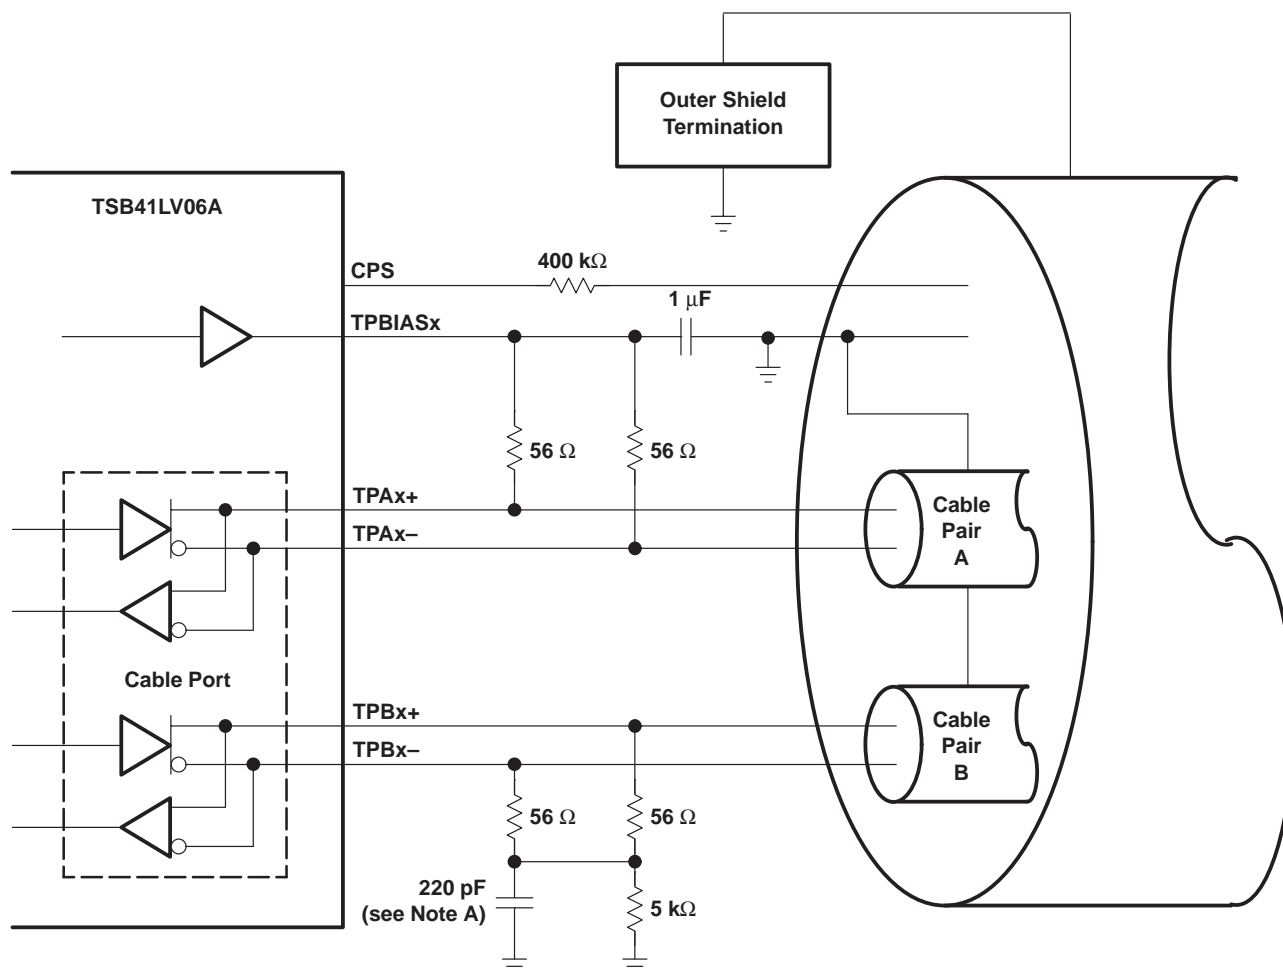 Outer Shield
Termination
TSB41LV06A
CPS
400 kΩ
1 μF
TPBIASx
56 Ω
56 Ω
TPAx+
TPAx–
Cable
Pair
A
Cable Port
TPBx+
TPBx–
Cable
Pair
B
56 Ω
56 Ω
220 pF
(see Note A)
5 kΩ